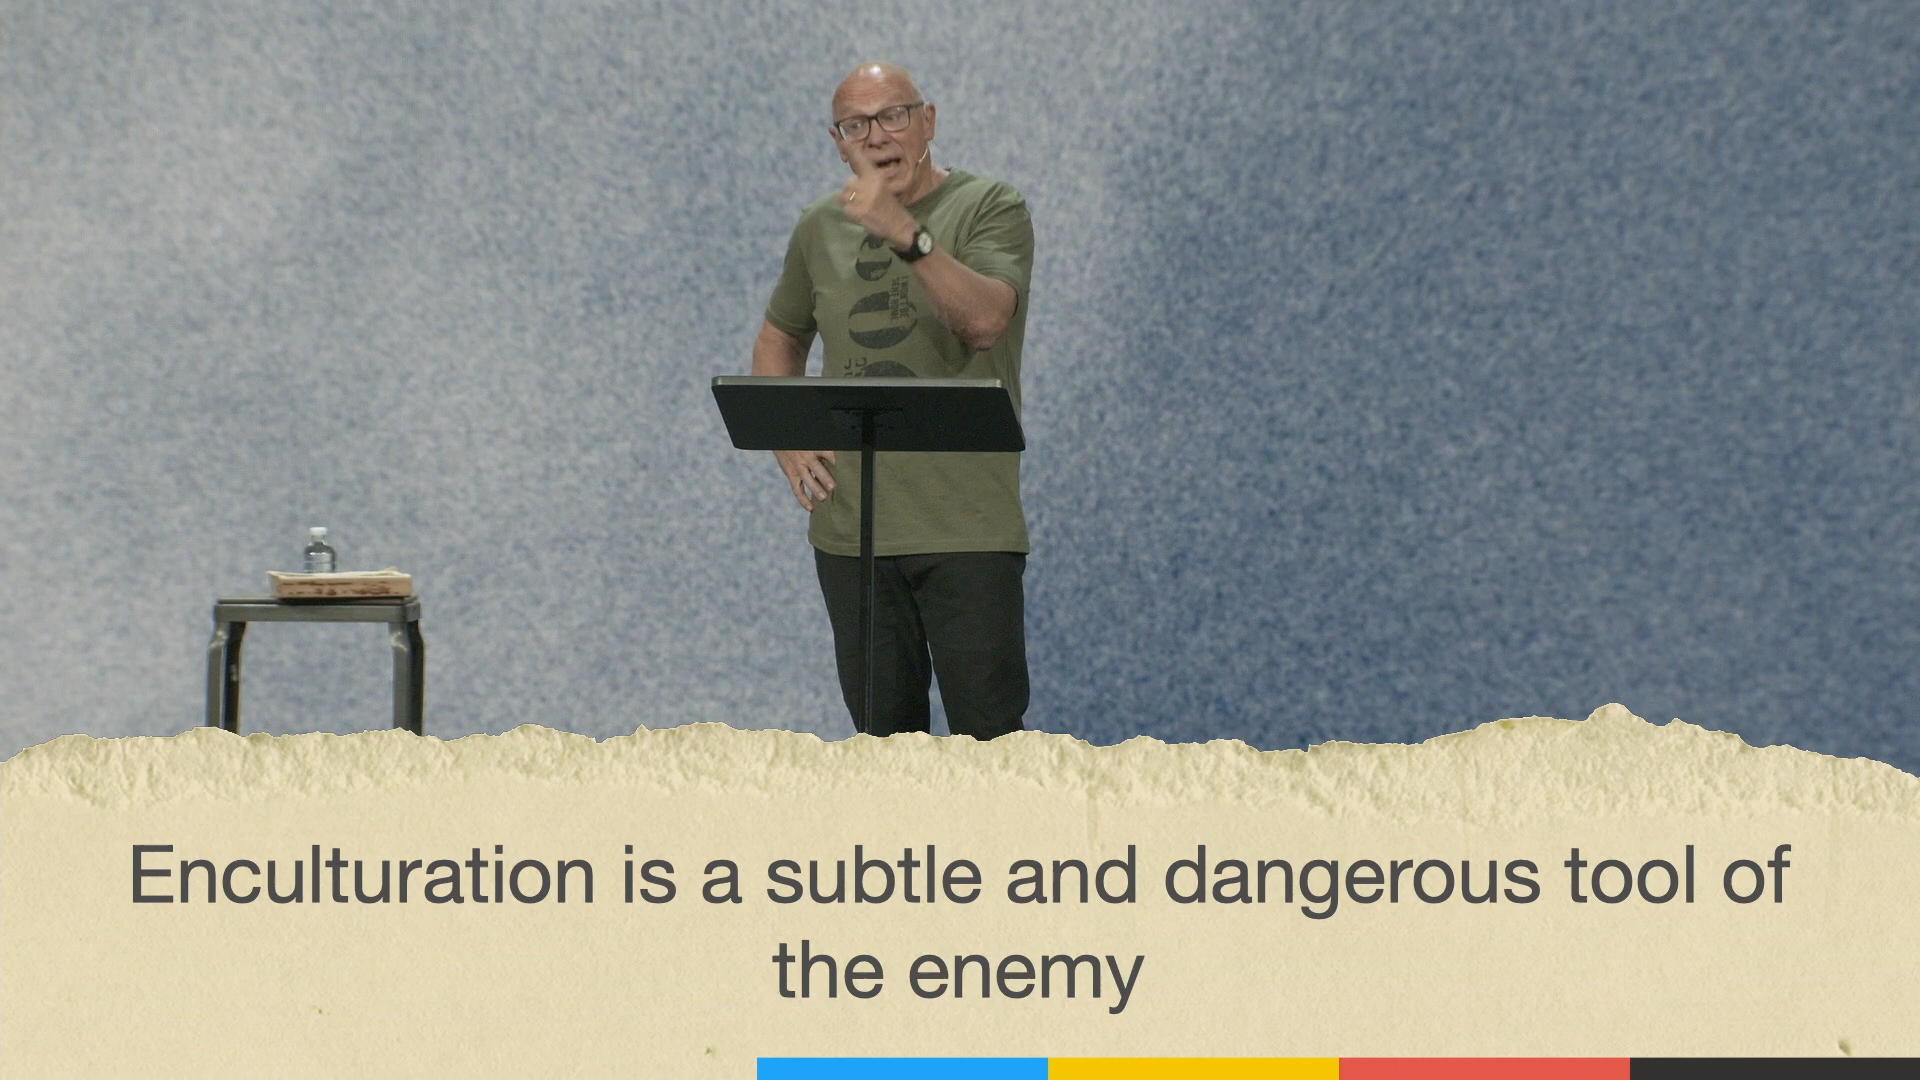 Enculturation is a subtle and dangerous tool of
the enemy